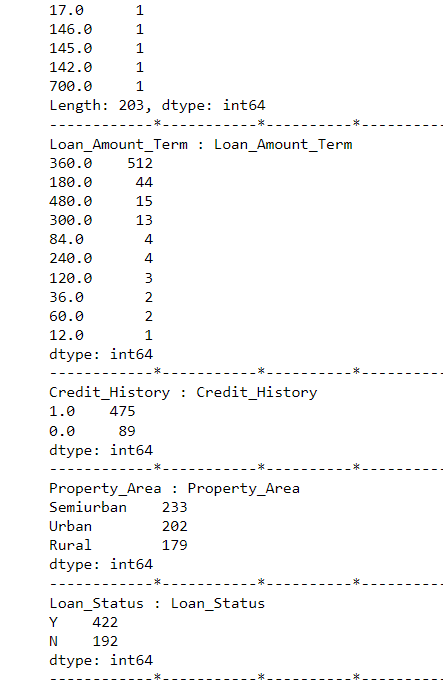 17.0      1
146.0     1
145.0     1
142.0     1
700.0     1
Length: 203, dtype: int64
------------*-----------*----------*----------
Loan_Amount_Term : Loan_Amount_Term
360.0    512
180.0     44
480.0     15
300.0     13
84.0       4
240.0      4
120.0      3
36.0       2
60.0       2
12.0       1
dtype: int64
------------*-----------*----------*----------
Credit_History : Credit_History
1.0    475
0.0     89
dtype: int64
------------*-----------*----------*----------
Property_Area : Property_Area
Semiurban    233
Urban        202
Rural        179
dtype: int64
------------*-----------*----------*----------
Loan_Status : Loan_Status
Y    422
N    192
dtype: int64
------------*-----------*----------*----------